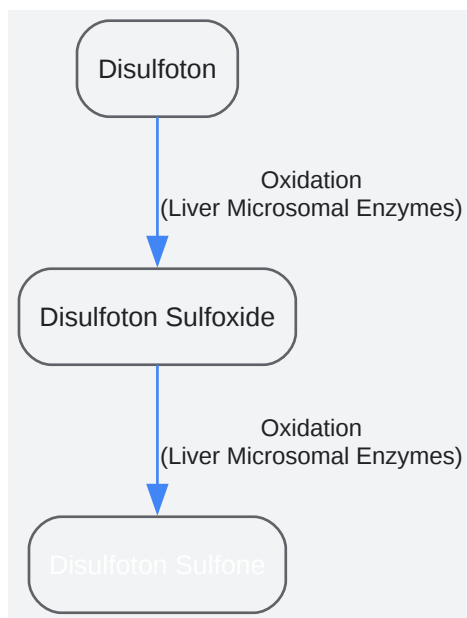 Disulfoton
Oxidation
(Liver Microsomal Enzymes)
Disulfoton Sulfoxide
Oxidation
(Liver Microsomal Enzymes)
Disulfoton Sulfone